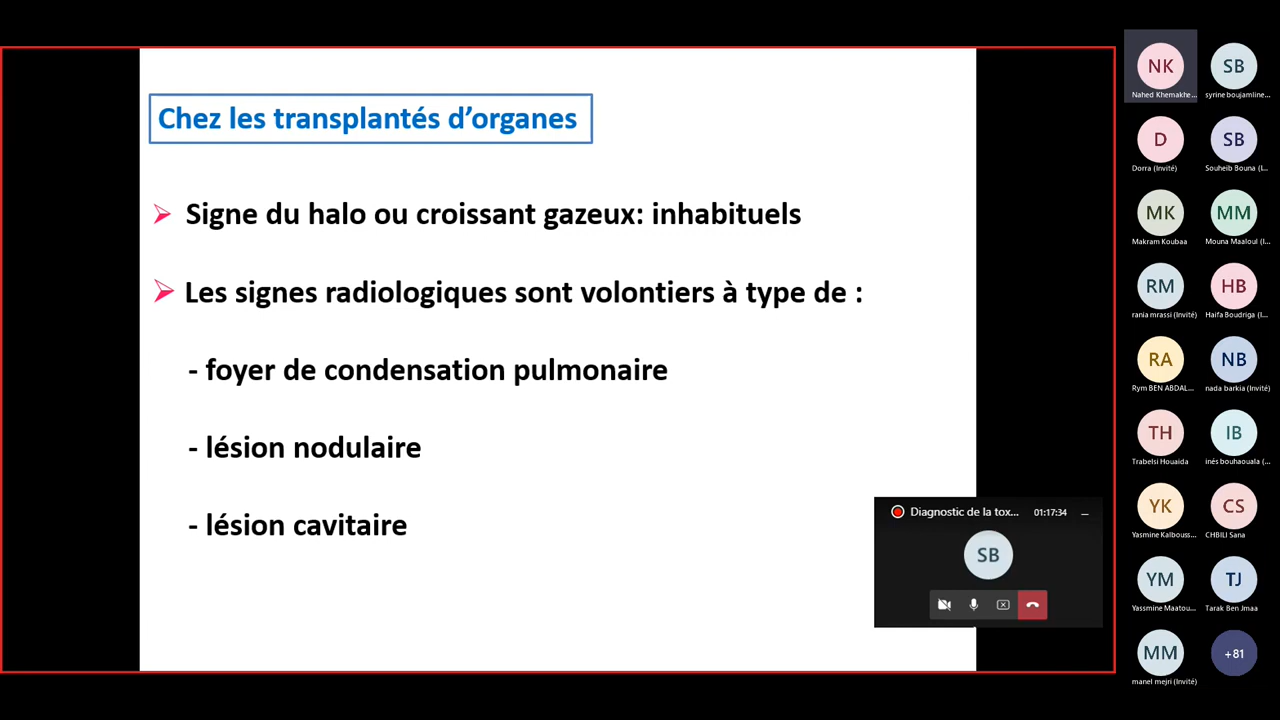 Chez les transplantés d’organes
Signe du halo ou croissant gazeux: inhabituels
Les signes radiologiques sont volontiers à type de :
- foyer de condensation pulmonaire
- lésion nodulaire
- lésion cavitaire
Diagnostic de la tox... 01:17:34
SB
NK SB
Nahed Khemakhe... syrine boujamline...
D SB
Dorra (Invité) Souheib Bouna (I...
MK MM
Makram Koubaa Mouna Maaloul (I...
RM HB
rania mrassi (Invité) Haifa Boudriga (I...
RA NB
Rym BEN ABDAL... nada barkia (Invité)
TH IB
Trabelsi Houaida inés bouhaouala (...
YK CS
Yasmine Kalbouss... CHBILI Sana
YM TJ
Yassmine Maatou... Tarak Ben Jmaa
MM +81
manel mejri (Invité)